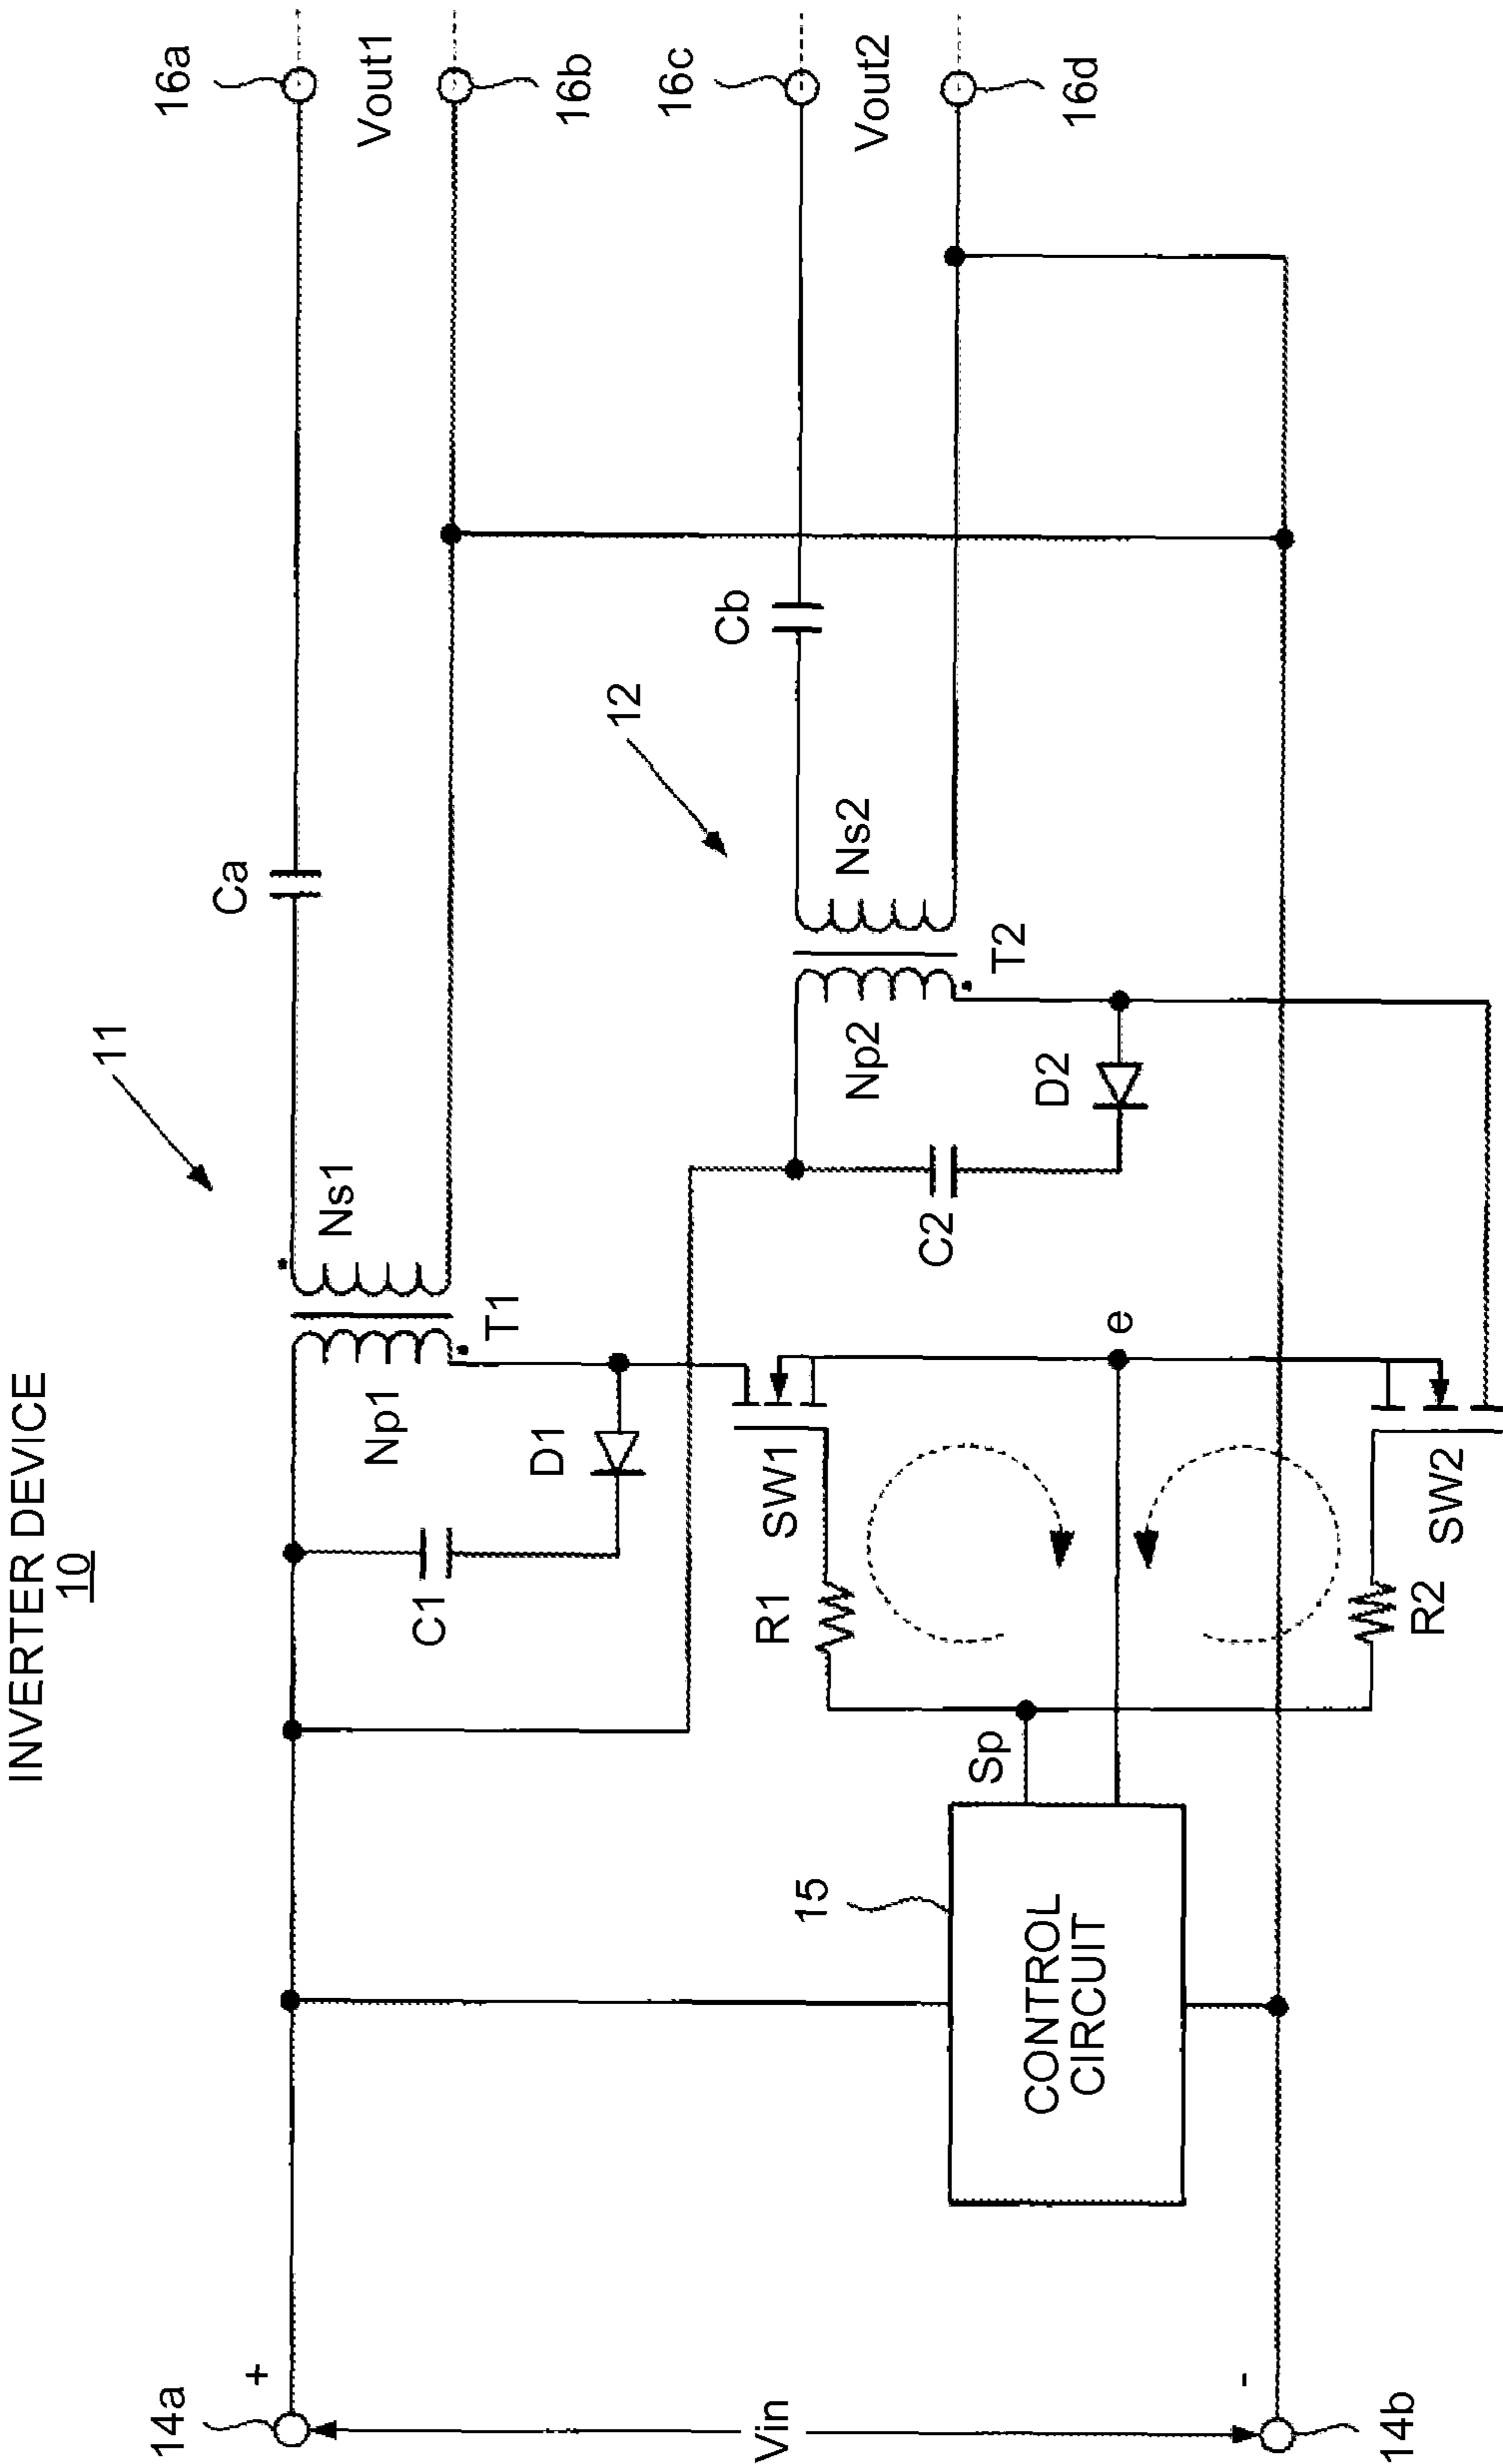 INVERTER DEVICE
10
14a
+
Vin
-
14b
15
CONTROL
CIRCUIT
Sp
e
C1
D1
Np1
T1
Ns1
11
R1
SW1
R2
SW2
C2
D2
Np2
T2
Ns2
12
Ca
Cb
16a
Vout1
16b
16c
Vout2
16d